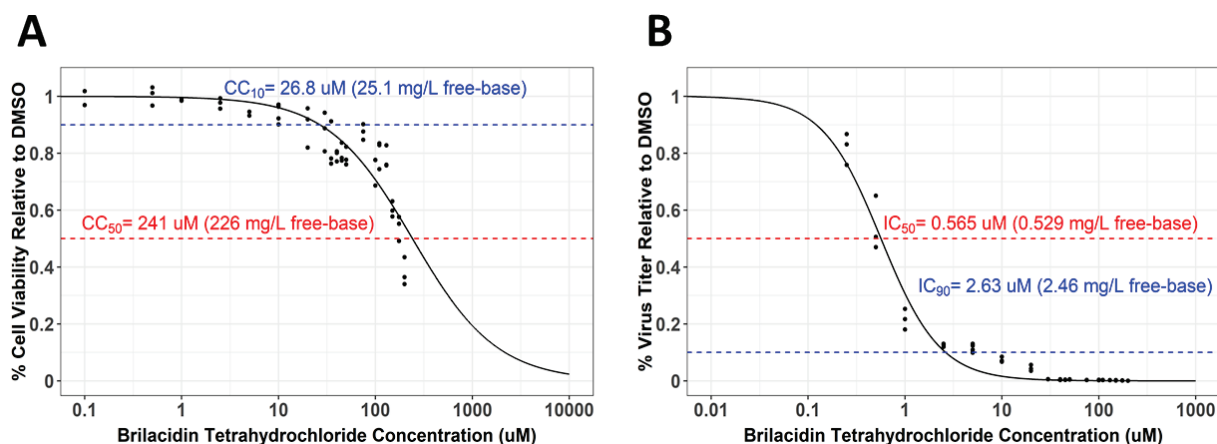 A
% Cell Viability Relative to DMSO
1
0.8
0.6
0.4
0.2
0
CC10= 26.8 uM (25.1 mg/L free-base)
CC50= 241 uM (226 mg/L free-base)
0.1 1 10 100 1000 10000
Brilacidin Tetrahydrochloride Concentration (uM)
B
% Virus Titer Relative to DMSO
1
0.8
0.6
0.4
0.2
0
IC50= 0.565 uM (0.529 mg/L free-base)
IC90= 2.63 uM (2.46 mg/L free-base)
0.01 0.1 1 10 100 1000
Brilacidin Tetrahydrochloride Concentration (uM)